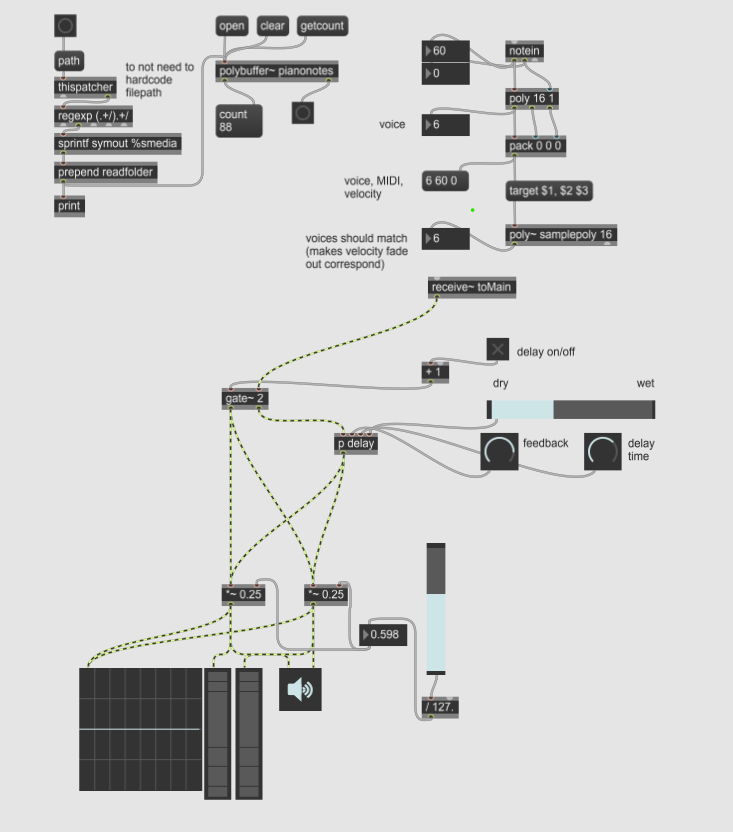 open
clear
getcount
path
to not need to
hardcode
filepath
thispatcher
polybuffer~ pianonotes
regexp (.+/).+/
count
88
sprintf symout %smedia
prepend readfolder
print
60
0
notein
poly 16 1
voice
6
pack 0 0 0
voice, MIDI,
velocity
6 60 0
target $1, $2 $3
voices should match
(makes velocity fade
out correspond)
6
poly~ samplepoly 16
receive~ toMain
delay on/off
+ 1
dry
wet
gate~ 2
p delay
feedback
delay
time
*~ 0.25
*~ 0.25
0.598
/ 127.